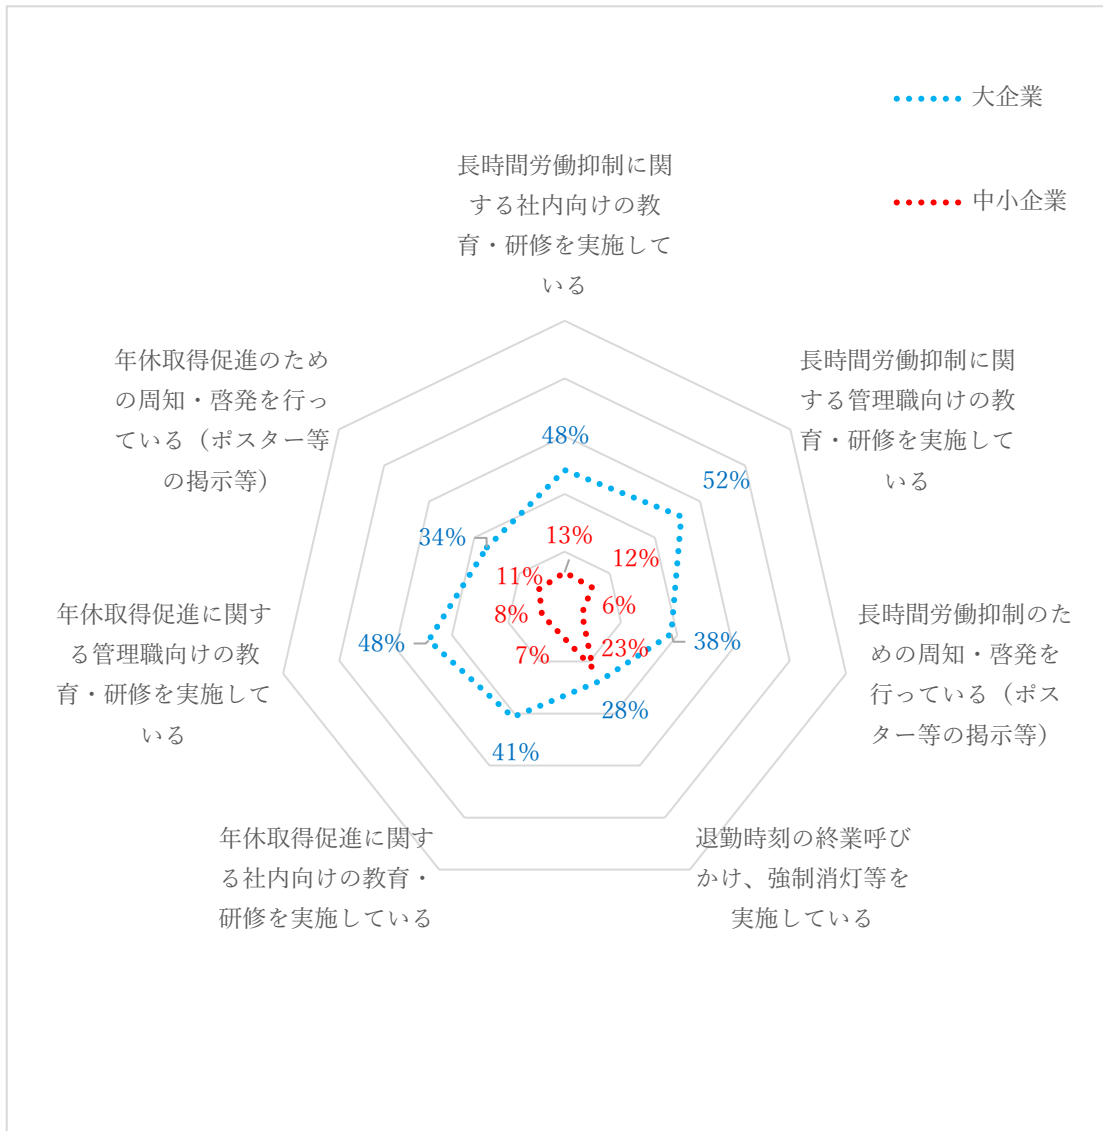 大企業
中小企業
長時間労働抑制に関
する社内向けの教
育・研修を実施して
いる
長時間労働抑制に関
する管理職向けの教
育・研修を実施して
いる
長時間労働抑制のた
めの周知・啓発を
行っている（ポス
ター等の掲示等）
退勤時刻の終業呼び
かけ、強制消灯等を
実施している
年休取得促進に関す
る社内向けの教育・
研修を実施している
年休取得促進に関す
る管理職向けの教
育・研修を実施して
いる
年休取得促進のため
の周知・啓発を行っ
ている（ポスター等
の掲示等）
48%
52%
38%
28%
41%
48%
34%
13%
12%
6%
23%
7%
8%
11%